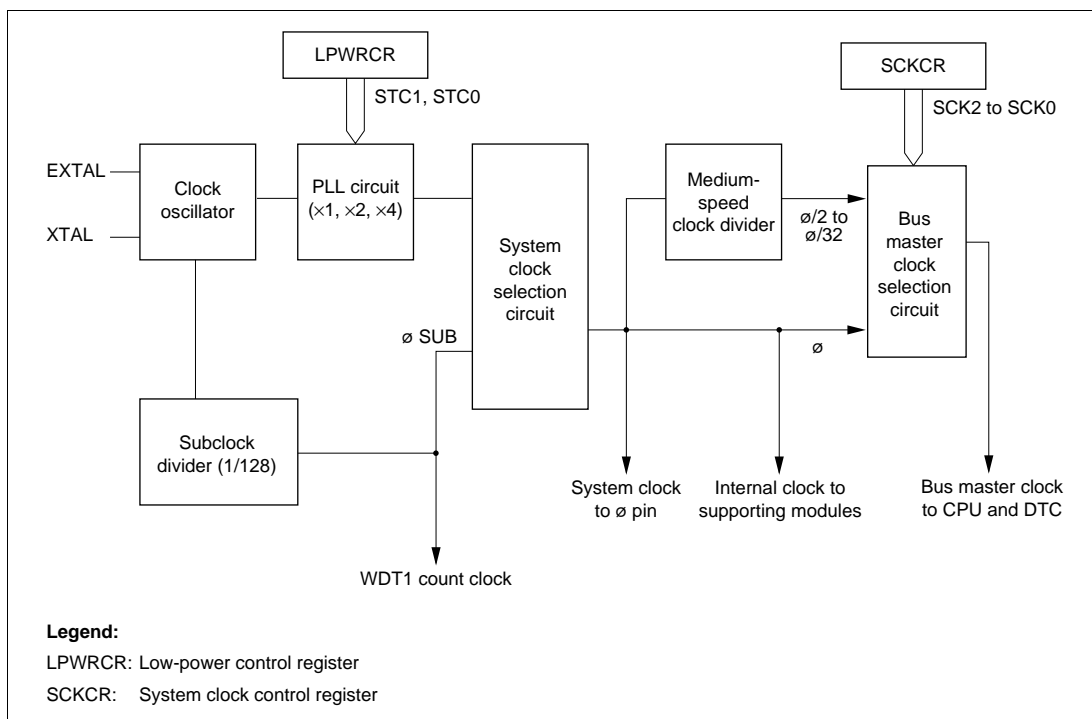 LPWRCR
SCKCR
STC1, STC0
SCK2 to SCK0
EXTAL
XTAL
Clock
oscillator
PLL circuit
(×1, ×2, ×4)
System
clock
selection
circuit
Medium-
speed
clock divider
ø/2 to
ø/32
Bus
master
clock
selection
circuit
ø SUB
ø
Subclock
divider (1/128)
System clock
to ø pin
Internal clock to
supporting modules
Bus master clock
to CPU and DTC
WDT1 count clock
Legend:
LPWRCR: Low-power control register
SCKCR: System clock control register